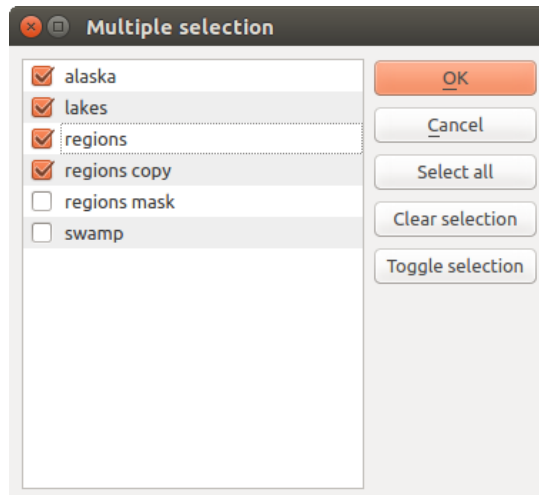 Multiple selection
alaska
lakes
regions
regions copy
regions mask
swamp
OK
Cancel
Select all
Clear selection
Toggle selection